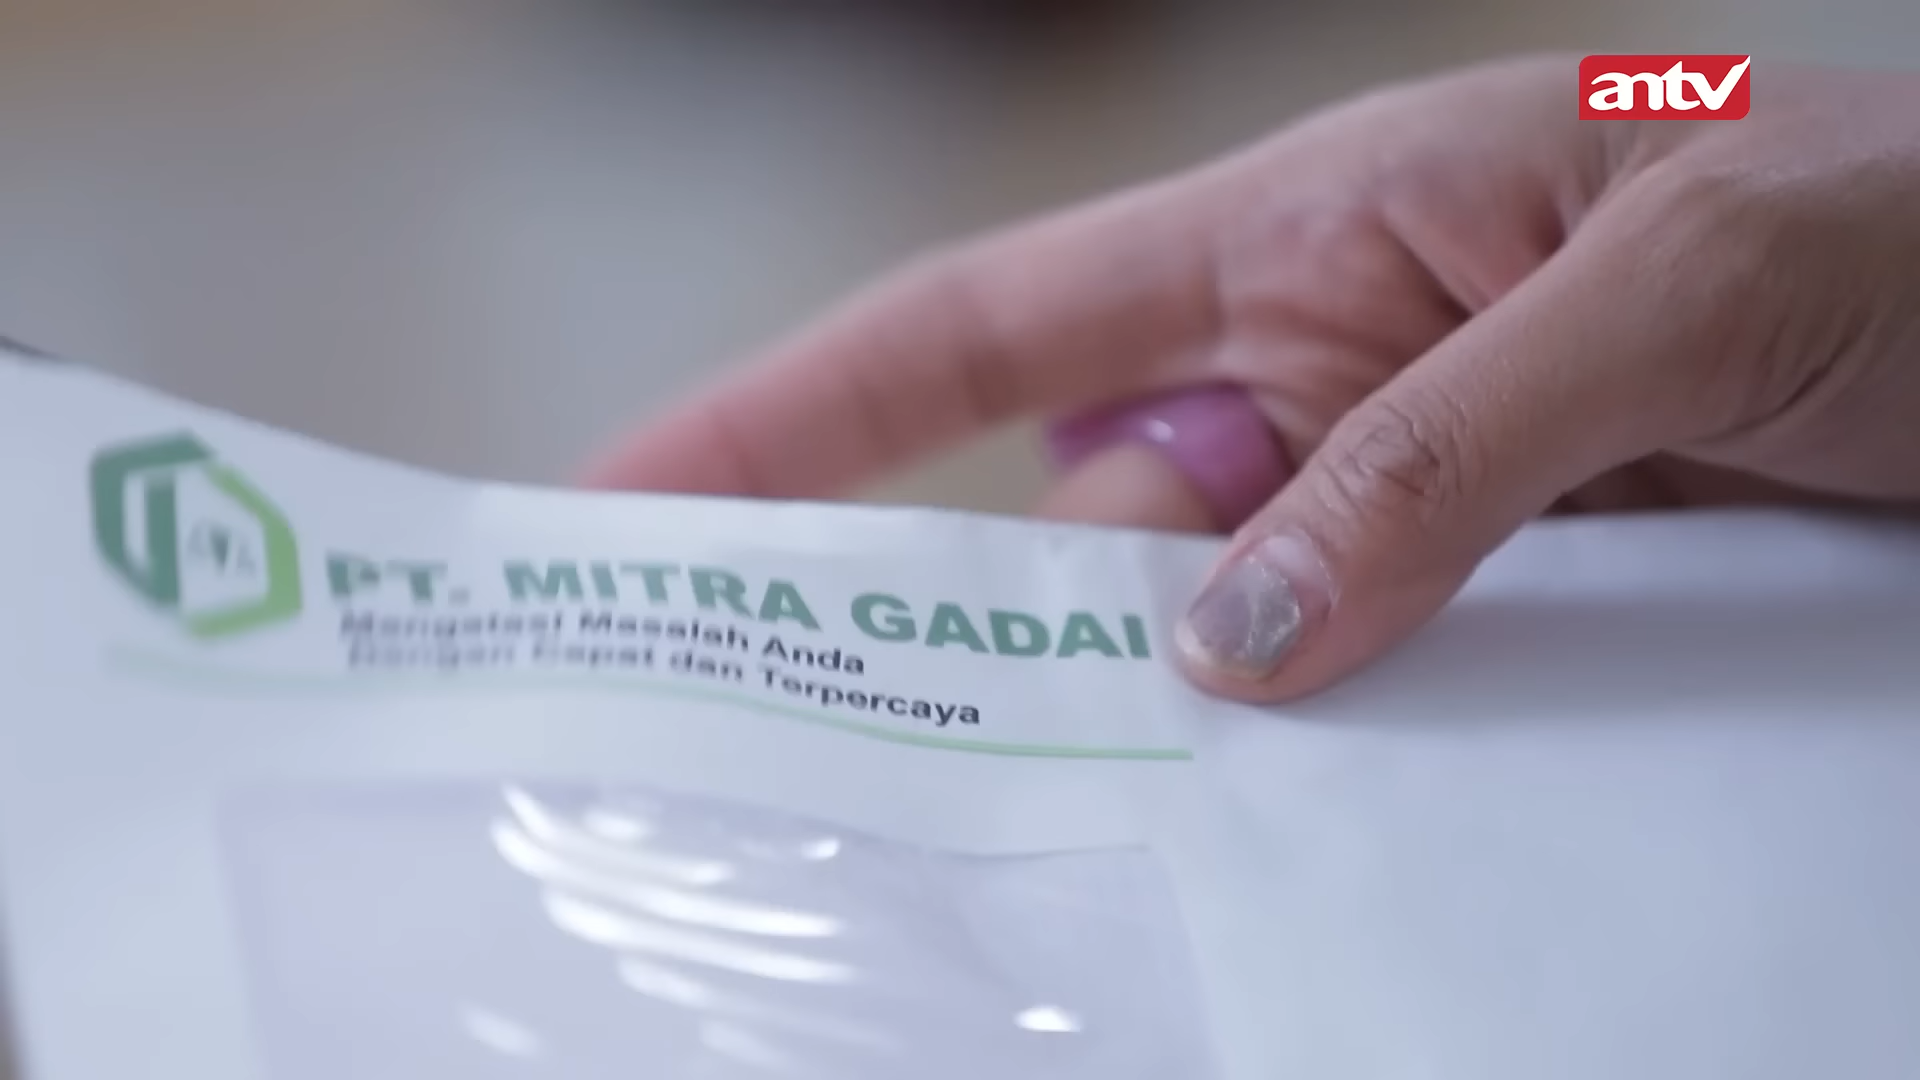 antv
PT. MITRA GADAI
Mengatasi Masalah Anda
Dengan Cepat dan Terpercaya